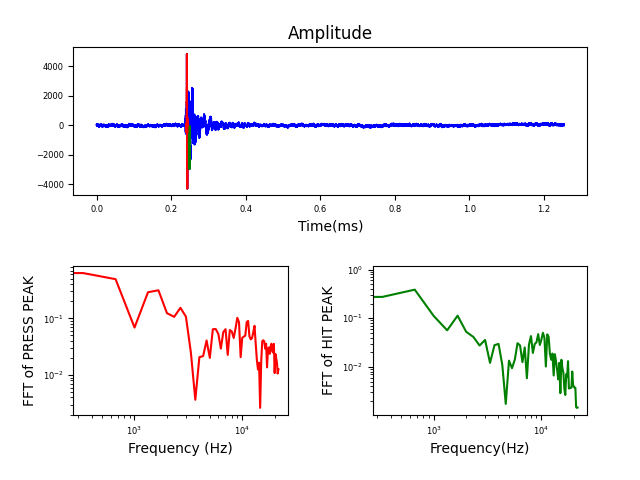 Amplitude
4000
2000
0
−2000
−4000
0.0 0.2 0.4 0.6 0.8 1.0 1.2
Time(ms)
FFT of PRESS PEAK
10⁻¹
10⁻²
10³ 10⁴
Frequency (Hz)
FFT of HIT PEAK
10⁰
10⁻¹
10⁻²
10³ 10⁴
Frequency(Hz)